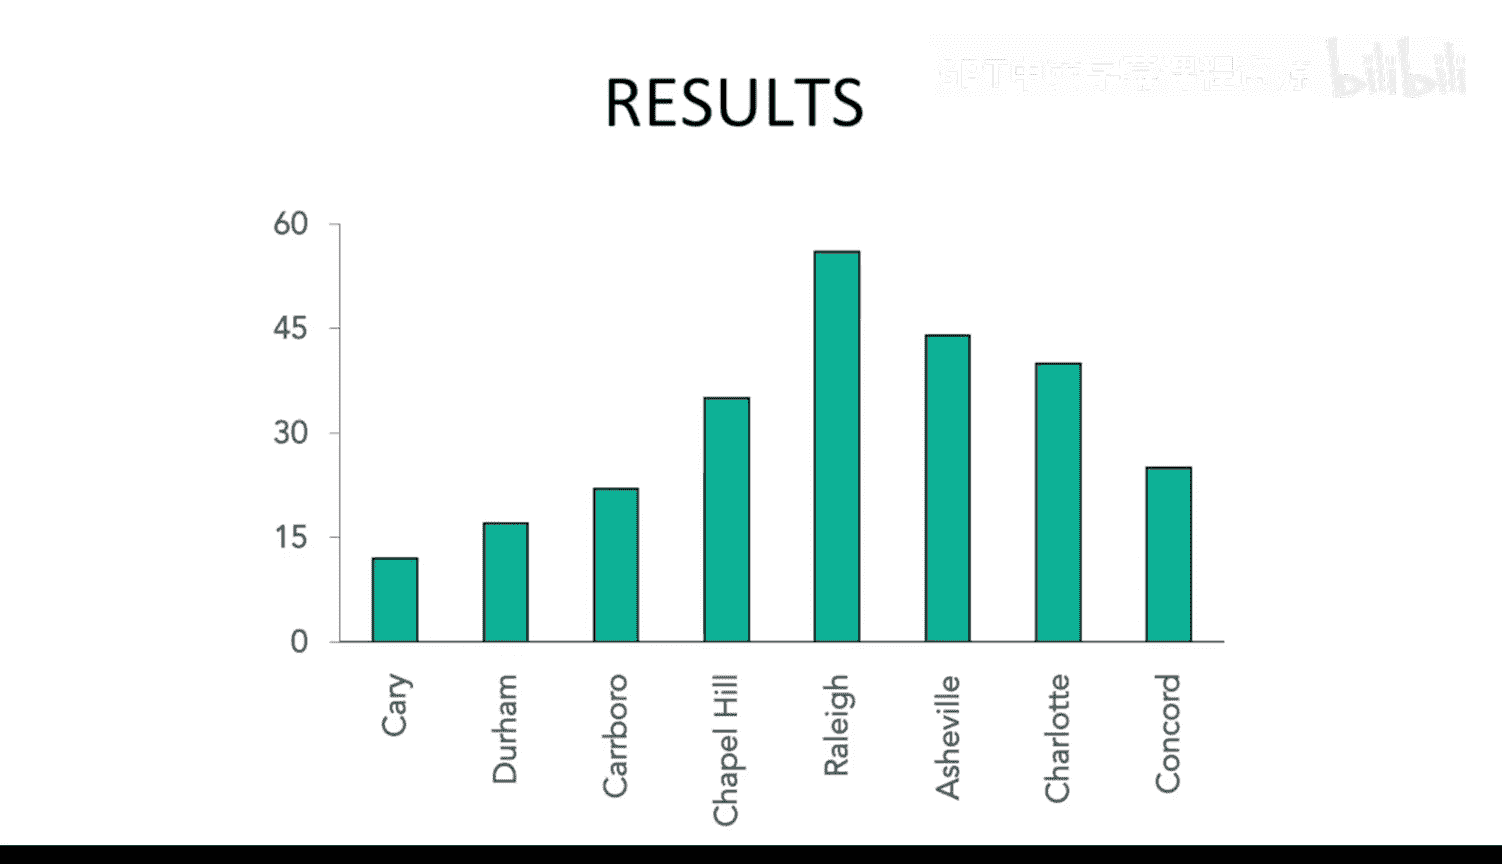 RESULTS
bilibili
60
45
30
15
0
Cary
Durham
Carrboro
Chapel Hill
Raleigh
Asheville
Charlotte
Concord